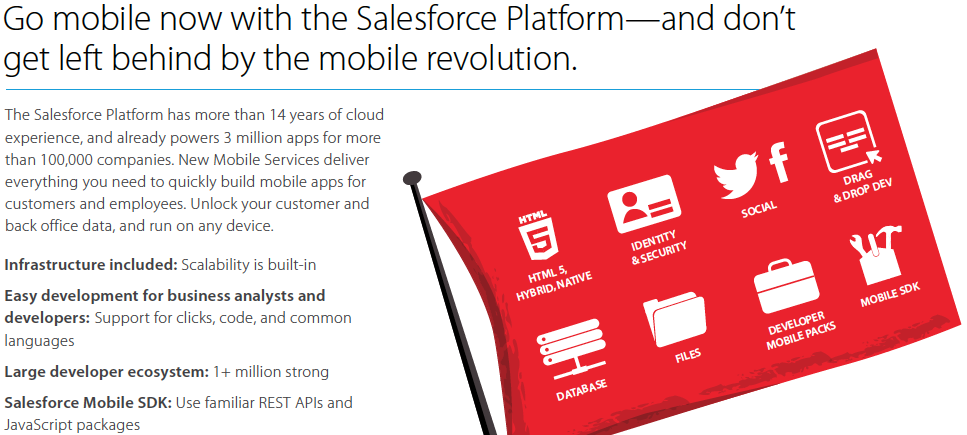 Go mobile now with the Salesforce Platform—and don’t
get left behind by the mobile revolution.
The Salesforce Platform has more than 14 years of cloud
experience, and already powers 3 million apps for more
than 100,000 companies. New Mobile Services deliver
everything you need to quickly build mobile apps for
customers and employees. Unlock your customer and
back office data, and run on any device.
Infrastructure included: Scalability is built-in
Easy development for business analysts and
developers: Support for clicks, code, and common
languages
Large developer ecosystem: 1+ million strong
Salesforce Mobile SDK: Use familiar REST APIs and
JavaScript packages
HTML
5
HTML 5,
HYBRID, NATIVE
IDENTITY
& SECURITY
SOCIAL
DRAG
& DROP DEV
DATABASE
FILES
DEVELOPER
MOBILE PACKS
MOBILE SDK